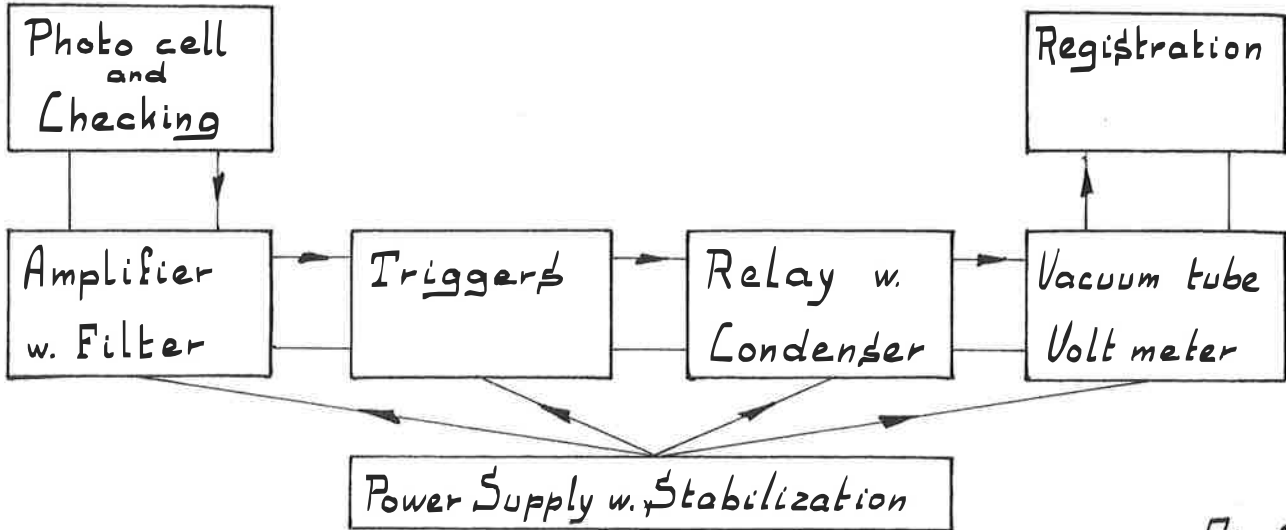 Photo cell
and
Checking
Registration
Amplifier
w. Filter
Triggers
Relay w.
Condenser
Vacuum tube
Volt meter
Power Supply w. Stabilization